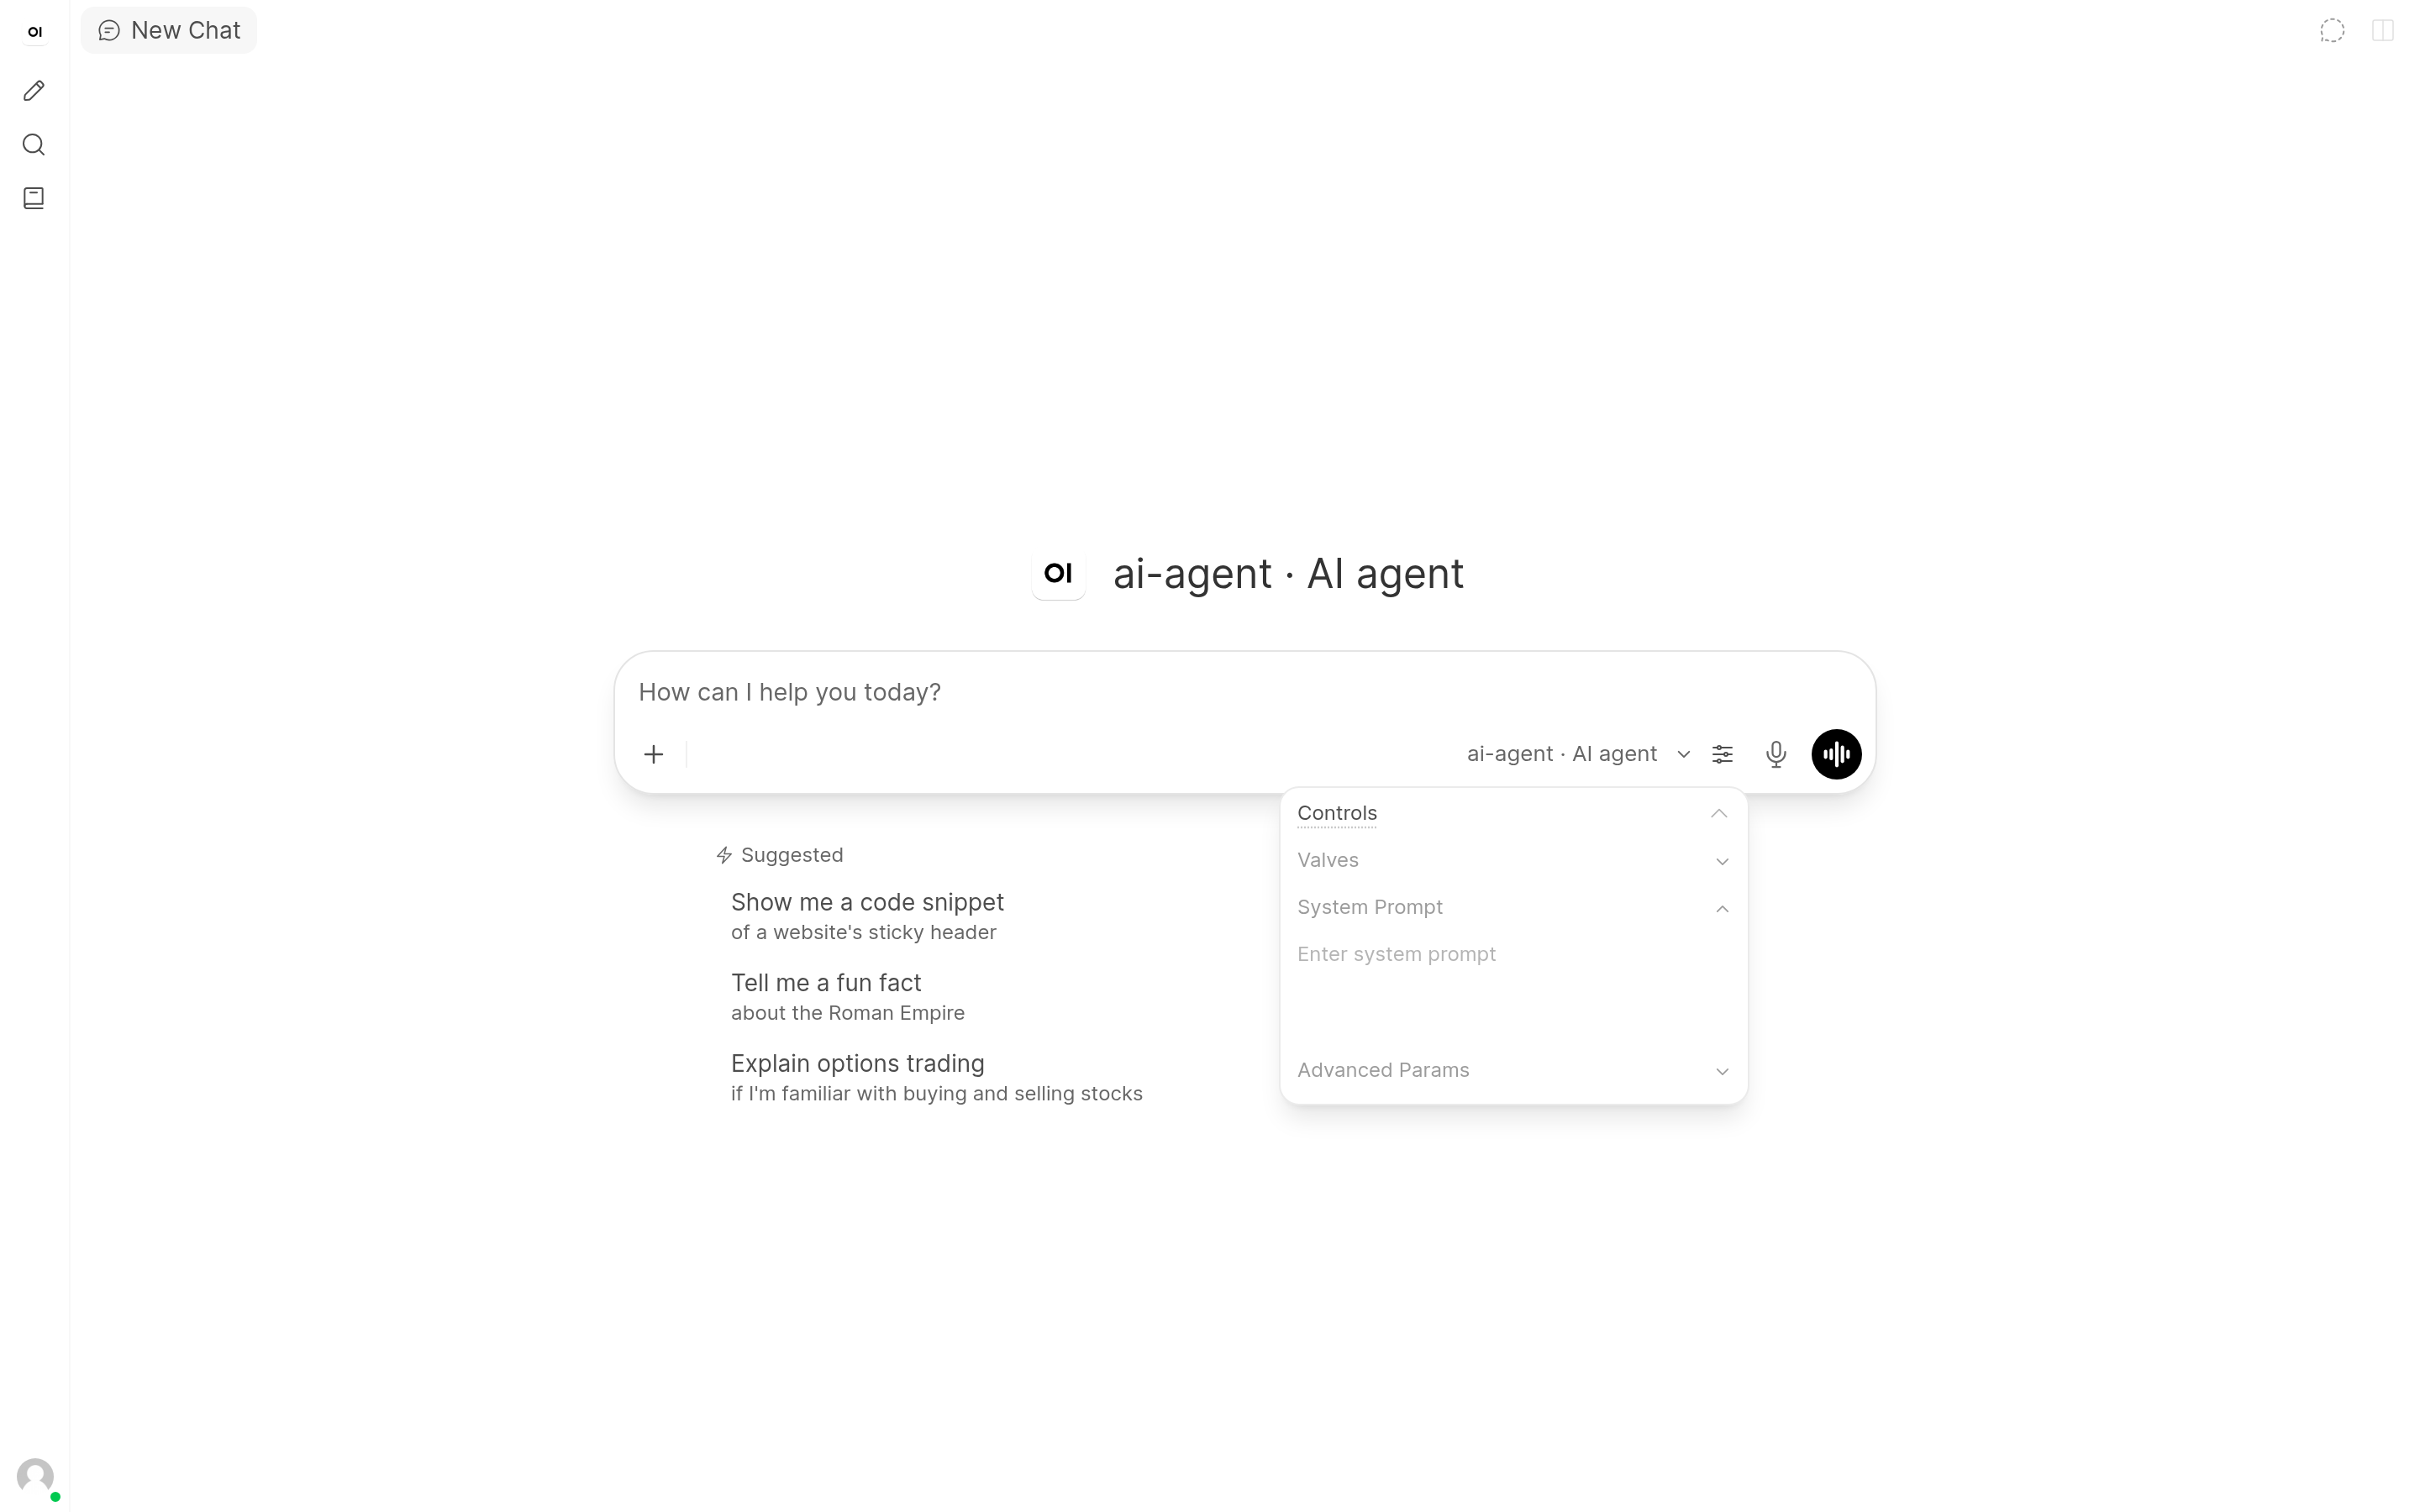 OI
New Chat
OI
ai-agent · AI agent
How can I help you today?
ai-agent · AI agent
Controls
Valves
System Prompt
Enter system prompt
Advanced Params
Suggested
Show me a code snippet
of a website's sticky header
Tell me a fun fact
about the Roman Empire
Explain options trading
if I'm familiar with buying and selling stocks